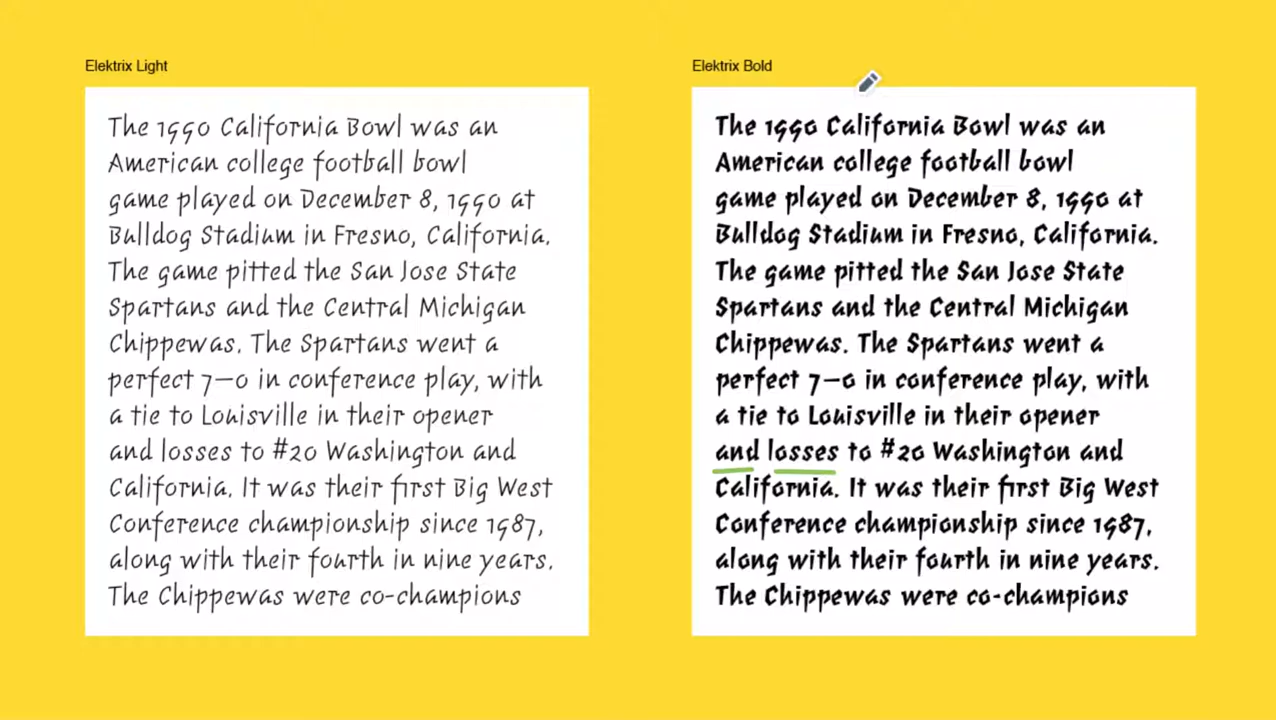 Elektrix Light
The 1990 California Bowl was an
American college football bowl
game played on December 8, 1990 at
Bulldog Stadium in Fresno, California.
The game pitted the San Jose State
Spartans and the Central Michigan
Chippewas. The Spartans went a
perfect 7–0 in conference play, with
a tie to Louisville in their opener
and losses to #20 Washington and
California. It was their first Big West
Conference championship since 1987,
along with their fourth in nine years.
The Chippewas were co-champions
Elektrix Bold
The 1990 California Bowl was an
American college football bowl
game played on December 8, 1990 at
Bulldog Stadium in Fresno, California.
The game pitted the San Jose State
Spartans and the Central Michigan
Chippewas. The Spartans went a
perfect 7–0 in conference play, with
a tie to Louisville in their opener
and losses to #20 Washington and
California. It was their first Big West
Conference championship since 1987,
along with their fourth in nine years.
The Chippewas were co-champions